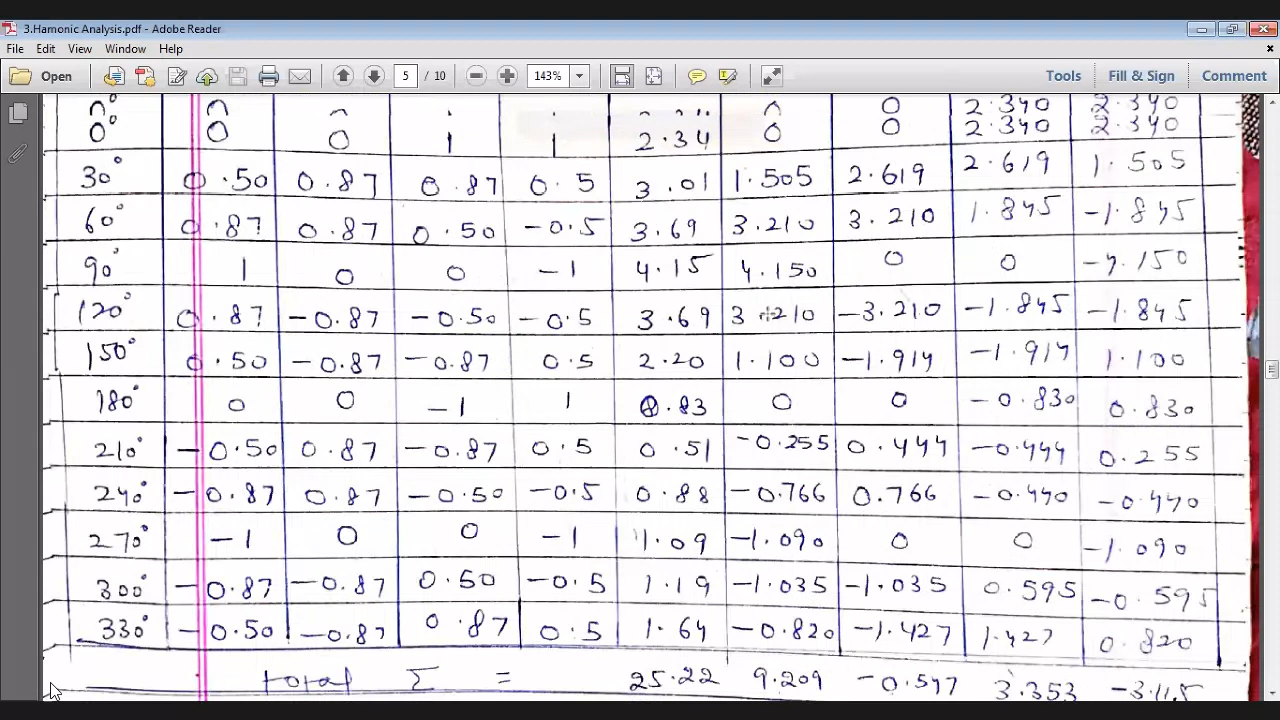 3.Hamonic Analysis.pdf - Adobe Reader
File Edit View Window Help
Open 5 / 10 143% Tools Fill & Sign Comment
0 2.340 2.340
0° 0 0 1 1 2.34 0 0 2.340 2.340
30° 0.50 0.87 0.87 0.5 3.01 1.505 2.619 2.619 1.505
60° 0.87 0.87 0.50 -0.5 3.69 3.210 3.210 1.845 -1.845
90° 1 0 0 -1 4.15 4.150 0 0 -4.150
120° 0.87 -0.87 -0.50 -0.5 3.69 3.210 -3.210 -1.845 -1.845
150° 0.50 -0.87 -0.87 0.5 2.20 1.100 -1.914 -1.914 1.100
180° 0 0 -1 1 0.83 0 0 -0.830 0.830
210° -0.50 0.87 -0.87 0.5 0.51 -0.255 0.444 -0.444 0.255
240° -0.87 0.87 -0.50 -0.5 0.88 -0.766 0.766 -0.440 -0.440
270° -1 0 0 -1 1.09 -1.090 0 0 -1.090
300° -0.87 -0.87 0.50 -0.5 1.19 -1.035 -1.035 0.595 -0.595
330° -0.50 -0.87 0.87 0.5 1.64 -0.820 -1.427 1.427 0.820
total Σ = 25.22 9.209 -0.547 3.353 -3.115